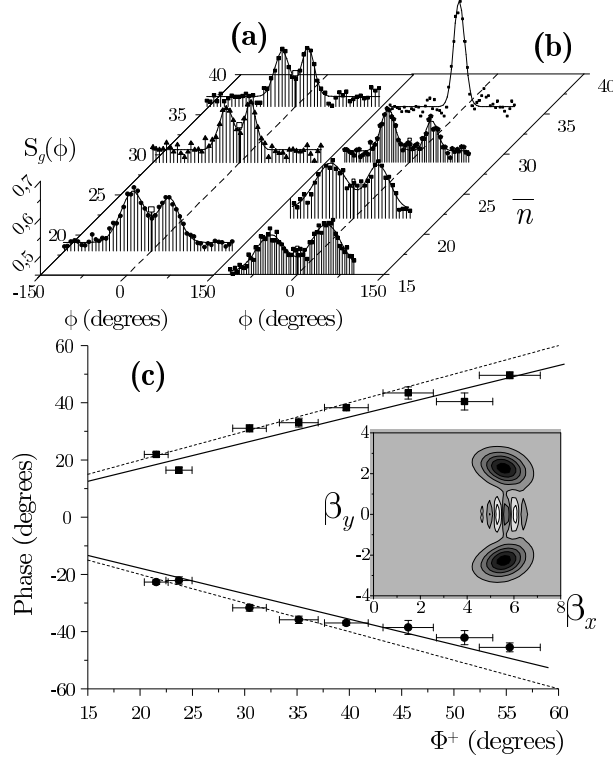 (a)
(b)
40
35
30
25
20
S_g(ϕ)
0,7
0,6
0,5
-150
0
150
ϕ (degrees)
40
35
30
25
20
15
n̅
0
150
ϕ (degrees)
(c)
60
40
20
0
-20
-40
-60
Phase (degrees)
15 20 25 30 35 40 45 50 55 60
Φ⁺ (degrees)
4
2
0
-2
-4
β_y
0 2 4 6 8
β_x